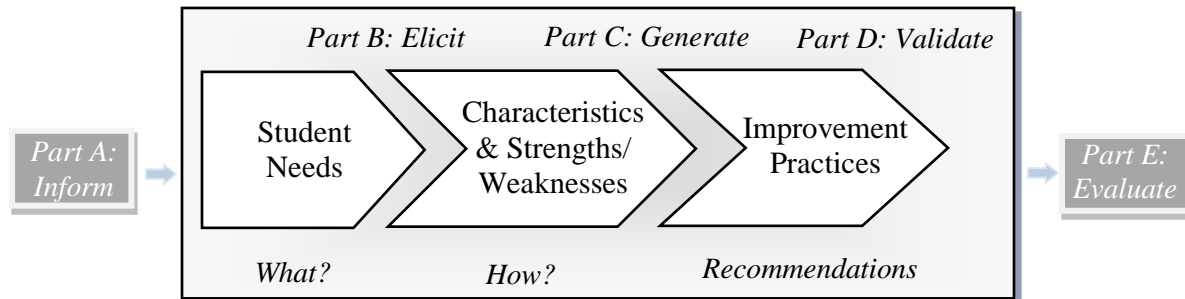 Part B: Elicit
Part C: Generate
Part D: Validate
Part A:
Inform
Student
Needs
Characteristics
& Strengths/
Weaknesses
Improvement
Practices
Part E:
Evaluate
What?
How?
Recommendations